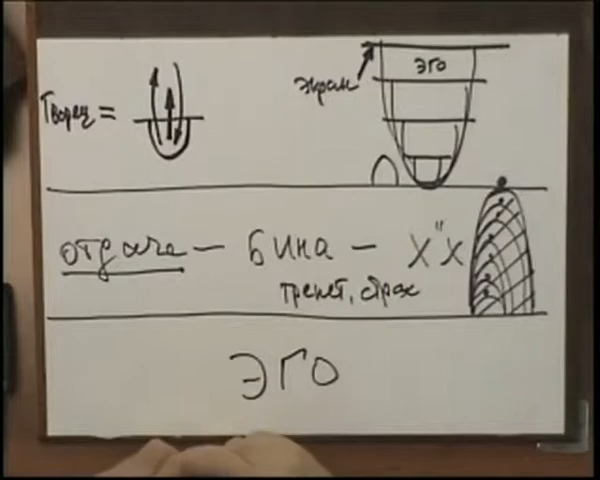 эго
экран
Творец =
отдача — Бина — Х"Х
трепет, страх
ЭГО